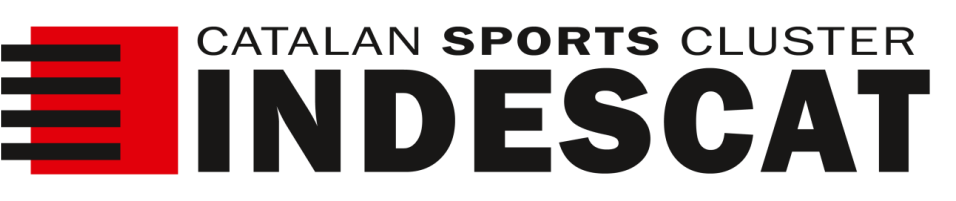 CATALAN SPORTS CLUSTER
INDESCAT